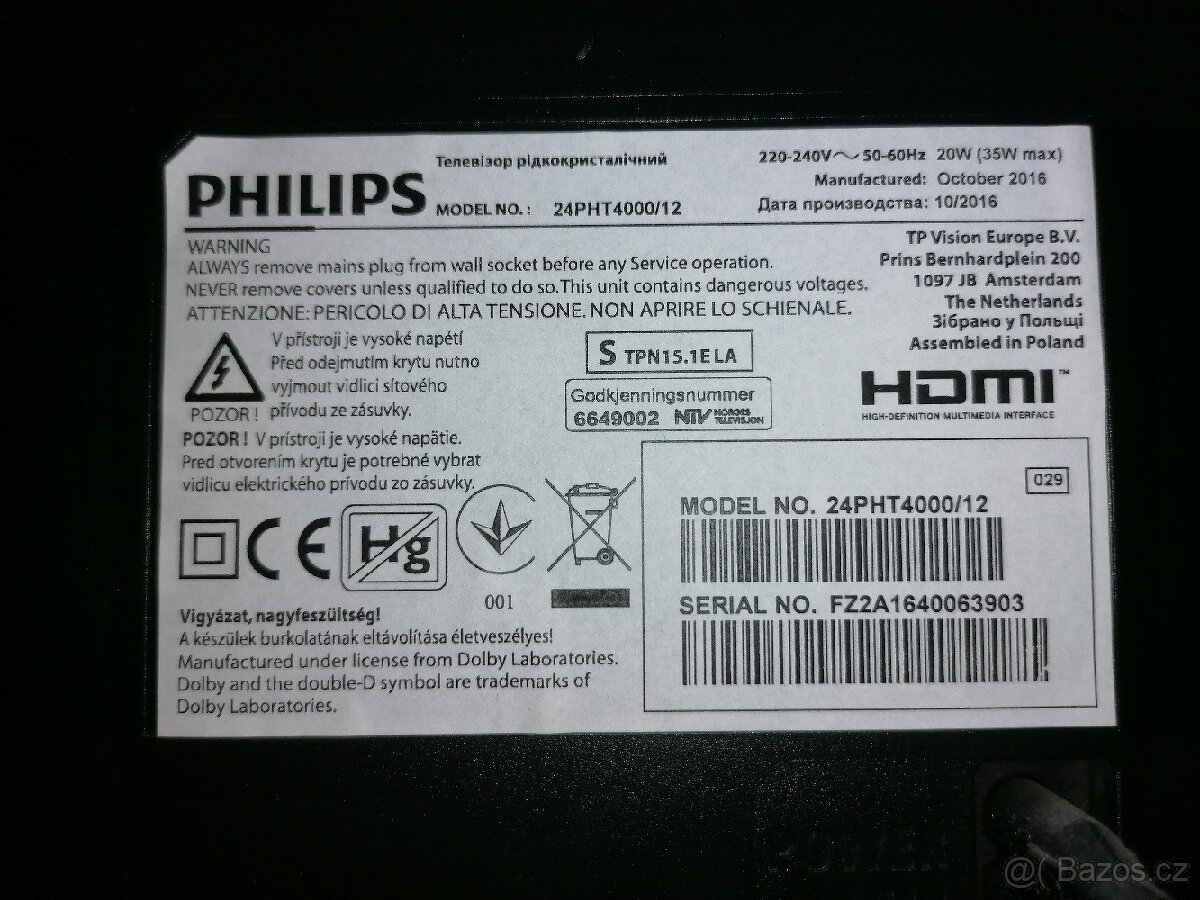 Телевізор рідкокристалічний
PHILIPS
MODEL NO. : 24PHT4000/12
220-240V~50-60Hz 20W (35W max)
Manufactured: October 2016
Дата производства: 10/2016
WARNING
ALWAYS remove mains plug from wall socket before any Service operation.
NEVER remove covers unless qualified to do so.This unit contains dangerous voltages.
ATTENZIONE: PERICOLO DI ALTA TENSIONE. NON APRIRE LO SCHIENALE.
TP Vision Europe B.V.
Prins Bernhardplein 200
1097 JB Amsterdam
The Netherlands
Зібрано у Польщі
Assembled in Poland
V přístroji je vysoké napětí
Před odejmutím krytu nutno
vyjmout vidlici síťového
přívodu ze zásuvky.
POZOR !
POZOR ! V prístroji je vysoké napätie.
Pred otvorením krytu je potrebné vybrat
vidlicu elektrického prívodu zo zásuvky.
S TPN15.1E LA
Godkjenningsnummer
6649002 NTV NORGES TELEVISJON
HDMI™
HIGH-DEFINITION MULTIMEDIA INTERFACE
CE
Hg
001
029
MODEL NO. 24PHT4000/12
SERIAL NO. FZ2A1640063903
Vigyázat, nagyfeszültség!
A készülek burkolatának eltávolítása életveszélyes!
Manufactured under license from Dolby Laboratories.
Dolby and the double-D symbol are trademarks of
Dolby Laboratories.
POWER
@( Bazos.cz